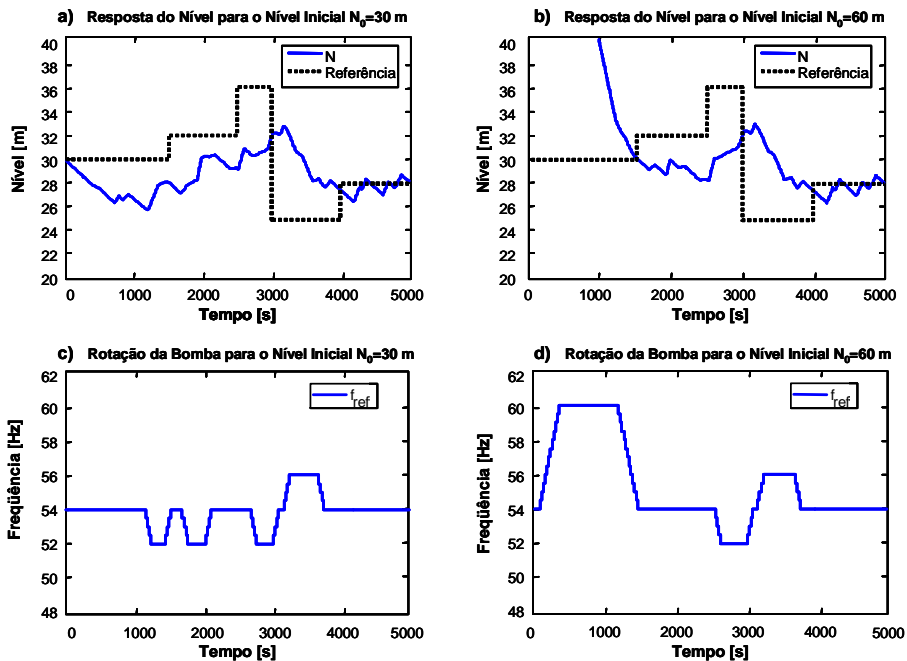 a) Resposta do Nível para o Nível Inicial N0=30 m
40
38
36
34
32
30
28
26
24
22
20
Nível [m]
N
Referência
0 1000 2000 3000 4000 5000
Tempo [s]
b) Resposta do Nível para o Nível Inicial N0=60 m
40
38
36
34
32
30
28
26
24
22
20
Nível [m]
N
Referência
0 1000 2000 3000 4000 5000
Tempo [s]
c) Rotação da Bomba para o Nível Inicial N0=30 m
62
60
58
56
54
52
50
48
Freqüência [Hz]
fref
0 1000 2000 3000 4000 5000
Tempo [s]
d) Rotação da Bomba para o Nível Inicial N0=60 m
62
60
58
56
54
52
50
48
Freqüência [Hz]
fref
0 1000 2000 3000 4000 5000
Tempo [s]